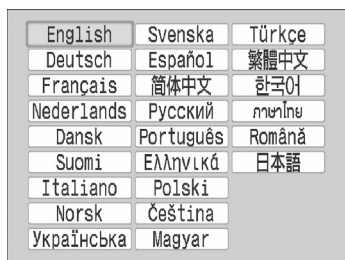 English Svenska Türkçe
Deutsch Español 繁體中文
Français 简体中文 한국어
Nederlands Русский ภาษาไทย
Dansk Português Română
Suomi Ελληνικά 日本語
Italiano Polski
Norsk Čeština
Українська Magyar